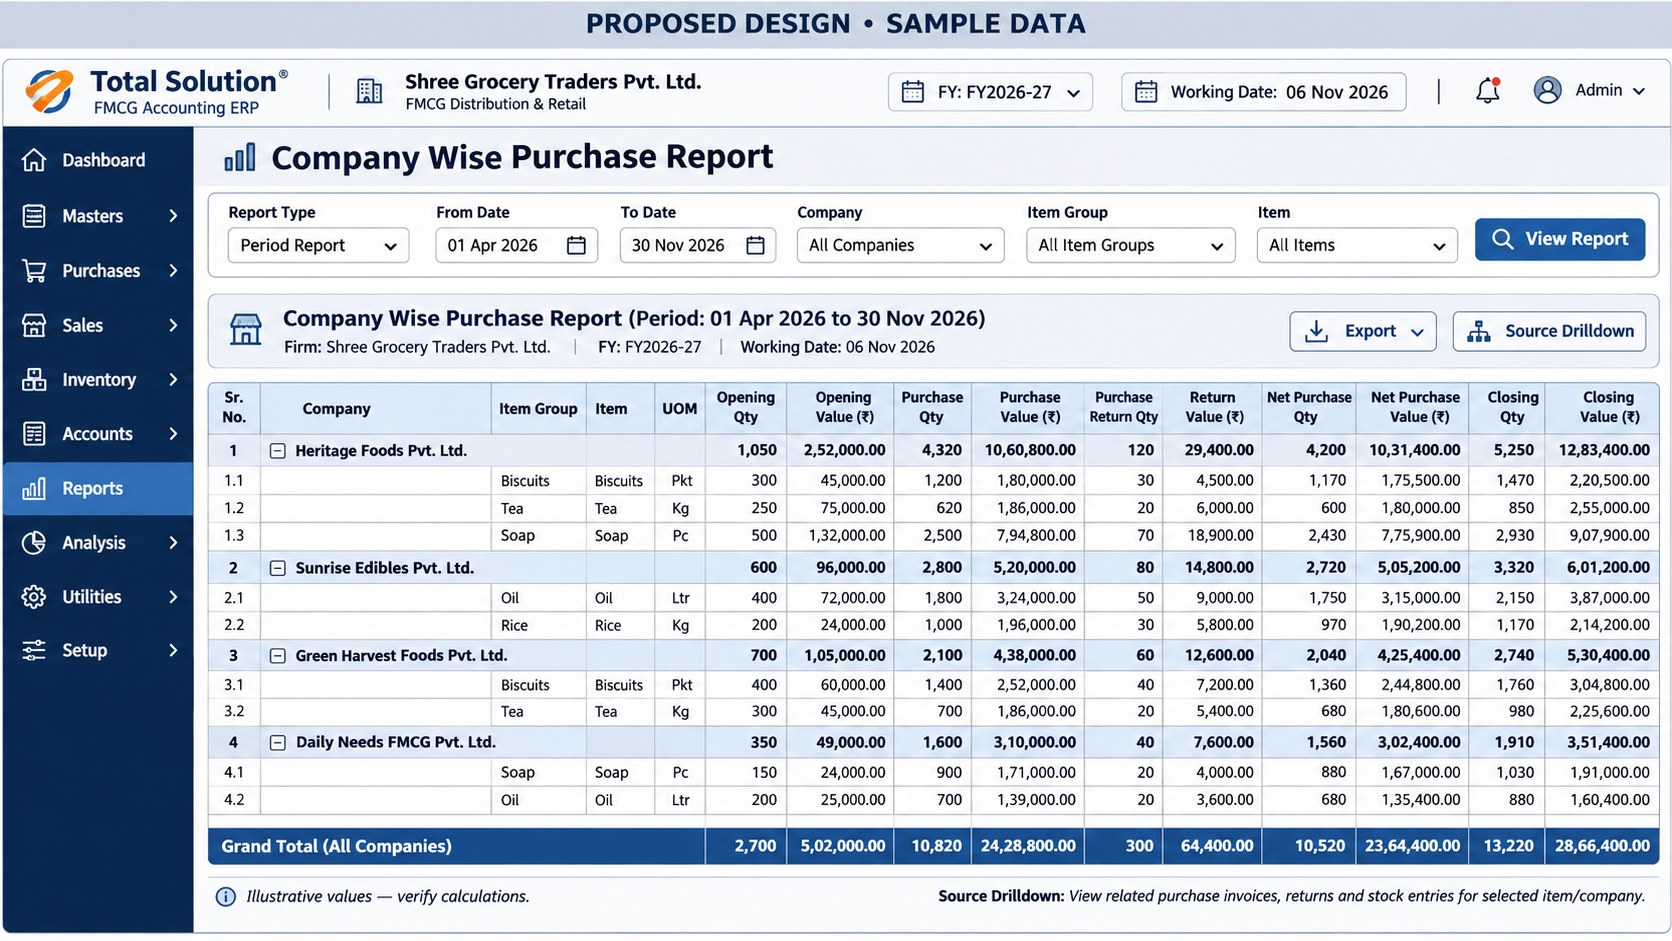 PROPOSED DESIGN • SAMPLE DATA
Total Solution®
FMCG Accounting ERP
Shree Grocery Traders Pvt. Ltd.
FMCG Distribution & Retail
FY: FY2026-27
Working Date: 06 Nov 2026
Admin
Dashboard
Masters
Purchases
Sales
Inventory
Accounts
Reports
Analysis
Utilities
Setup
Company Wise Purchase Report
Report Type From Date To Date Company Item Group Item
Period Report 01 Apr 2026 30 Nov 2026 All Companies All Item Groups All Items View Report
Company Wise Purchase Report (Period: 01 Apr 2026 to 30 Nov 2026)
Firm: Shree Grocery Traders Pvt. Ltd. | FY: FY2026-27 | Working Date: 06 Nov 2026
Export Source Drilldown
Sr. No. Company Item Group Item UOM Opening Qty Opening Value (₹) Purchase Qty Purchase Value (₹) Purchase Return Qty Return Value (₹) Net Purchase Qty Net Purchase Value (₹) Closing Qty Closing Value (₹)
1 Heritage Foods Pvt. Ltd. 1,050 2,52,000.00 4,320 10,60,800.00 120 29,400.00 4,200 10,31,400.00 5,250 12,83,400.00
1.1 Biscuits Biscuits Pkt 300 45,000.00 1,200 1,80,000.00 30 4,500.00 1,170 1,75,500.00 1,470 2,20,500.00
1.2 Tea Tea Kg 250 75,000.00 620 1,86,000.00 20 6,000.00 600 1,80,000.00 850 2,55,000.00
1.3 Soap Soap Pc 500 1,32,000.00 2,500 7,94,800.00 70 18,900.00 2,430 7,75,900.00 2,930 9,07,900.00
2 Sunrise Edibles Pvt. Ltd. 600 96,000.00 2,800 5,20,000.00 80 14,800.00 2,720 5,05,200.00 3,320 6,01,200.00
2.1 Oil Oil Ltr 400 72,000.00 1,800 3,24,000.00 50 9,000.00 1,750 3,15,000.00 2,150 3,87,000.00
2.2 Rice Rice Kg 200 24,000.00 1,000 1,96,000.00 30 5,800.00 970 1,90,200.00 1,170 2,14,200.00
3 Green Harvest Foods Pvt. Ltd. 700 1,05,000.00 2,100 4,38,000.00 60 12,600.00 2,040 4,25,400.00 2,740 5,30,400.00
3.1 Biscuits Biscuits Pkt 400 60,000.00 1,400 2,52,000.00 40 7,200.00 1,360 2,44,800.00 1,760 3,04,800.00
3.2 Tea Tea Kg 300 45,000.00 700 1,86,000.00 20 5,400.00 680 1,80,600.00 980 2,25,600.00
4 Daily Needs FMCG Pvt. Ltd. 350 49,000.00 1,600 3,10,000.00 40 7,600.00 1,560 3,02,400.00 1,910 3,51,400.00
4.1 Soap Soap Pc 150 24,000.00 900 1,71,000.00 20 4,000.00 880 1,67,000.00 1,030 1,91,000.00
4.2 Oil Oil Ltr 200 25,000.00 700 1,39,000.00 20 3,600.00 680 1,35,400.00 880 1,60,400.00
Grand Total (All Companies) 2,700 5,02,000.00 10,820 24,28,800.00 300 64,400.00 10,520 23,64,400.00 13,220 28,66,400.00
Illustrative values — verify calculations.
Source Drilldown: View related purchase invoices, returns and stock entries for selected item/company.